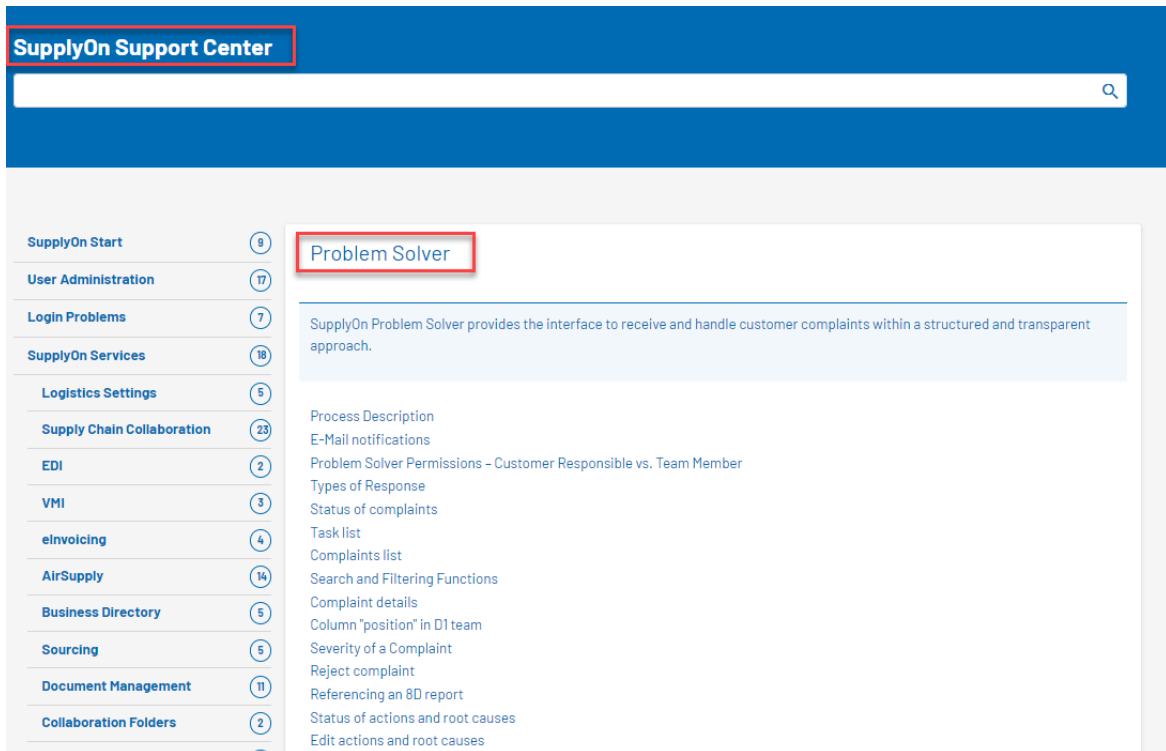 SupplyOn Support Center
SupplyOn Start 9
User Administration 17
Login Problems 7
SupplyOn Services 18
Logistics Settings 5
Supply Chain Collaboration 23
EDI 2
VMI 3
eInvoicing 4
AirSupply 14
Business Directory 5
Sourcing 5
Document Management 11
Collaboration Folders 2
Problem Solver
SupplyOn Problem Solver provides the interface to receive and handle customer complaints within a structured and transparent
approach.
Process Description
E-Mail notifications
Problem Solver Permissions – Customer Responsible vs. Team Member
Types of Response
Status of complaints
Task list
Complaints list
Search and Filtering Functions
Complaint details
Column "position" in D1 team
Severity of a Complaint
Reject complaint
Referencing an 8D report
Status of actions and root causes
Edit actions and root causes